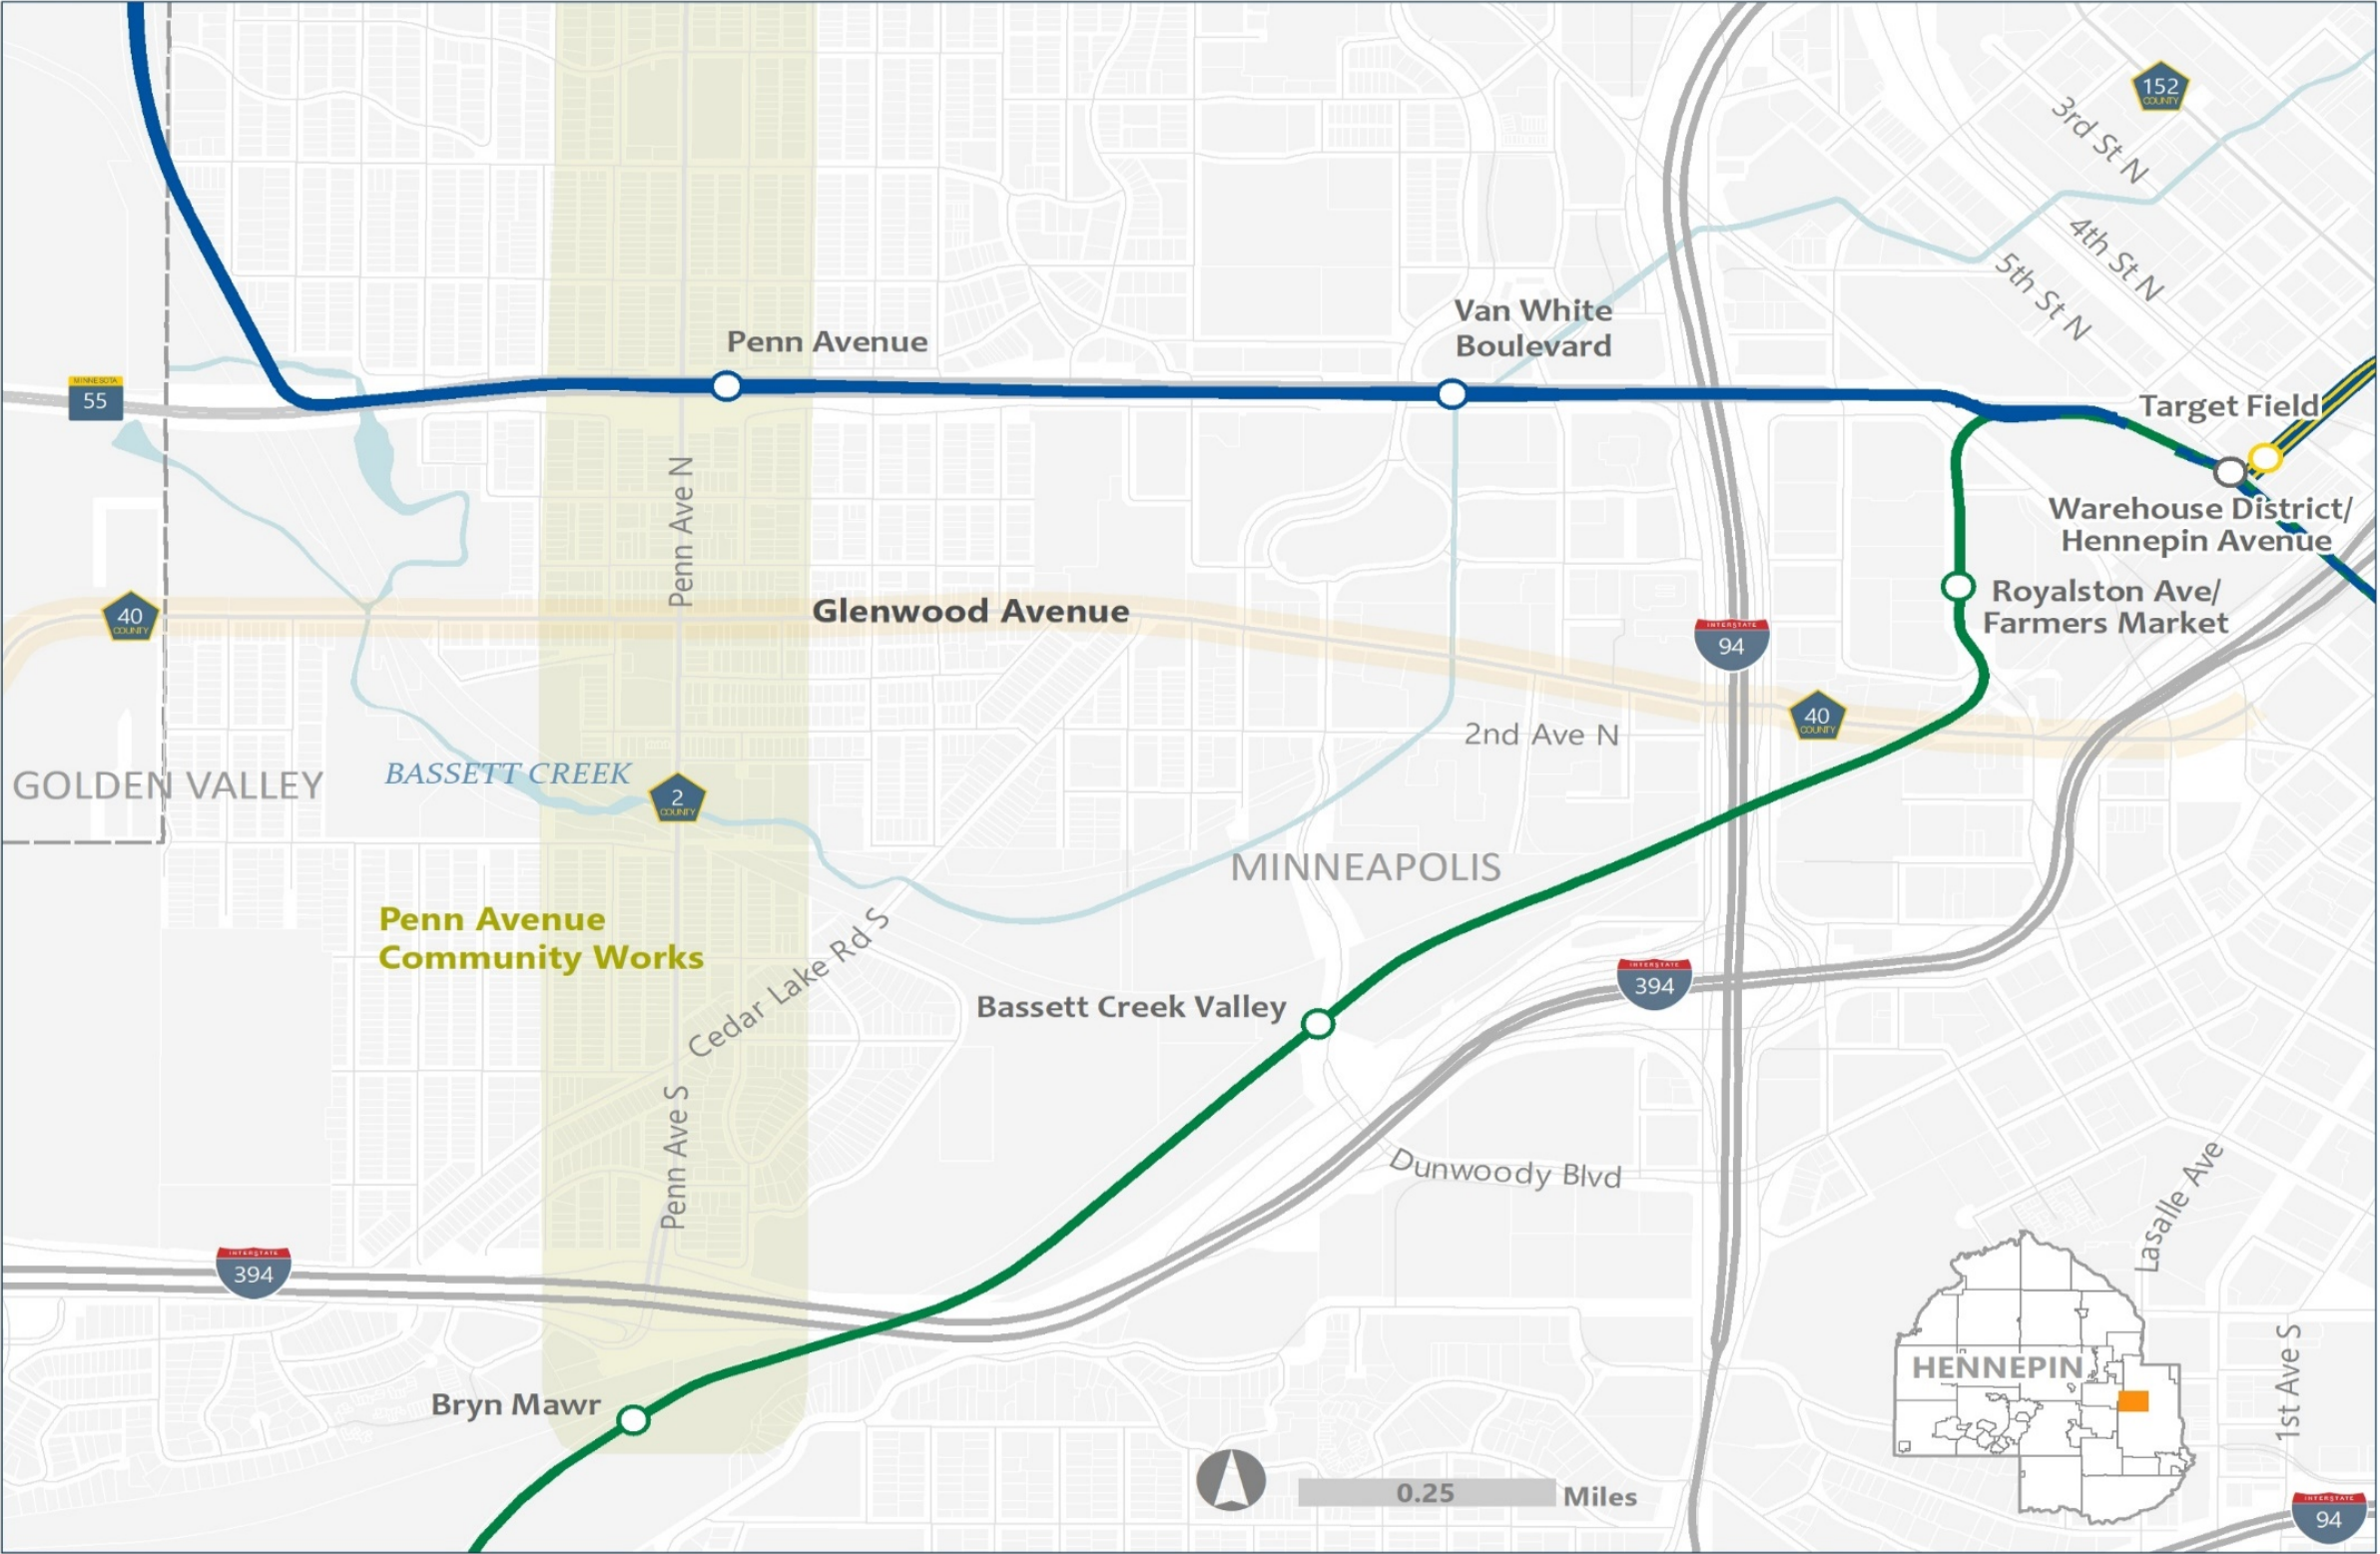 152
COUNTY
3rd St N
4th St N
5th St N
Van White
Boulevard
Penn Avenue
MINNESOTA
55
Target Field
Warehouse District/
Hennepin Avenue
Penn Ave N
Royalston Ave/
Farmers Market
40
COUNTY
Glenwood Avenue
INTERSTATE
94
40
COUNTY
2nd Ave N
GOLDEN VALLEY
BASSETT CREEK
2
COUNTY
MINNEAPOLIS
Penn Avenue
Community Works
Cedar Lake Rd S
Bassett Creek Valley
INTERSTATE
394
Penn Ave S
Dunwoody Blvd
Lasalle Ave
INTERSTATE
394
HENNEPIN
1st Ave S
Bryn Mawr
0.25
Miles
INTERSTATE
94